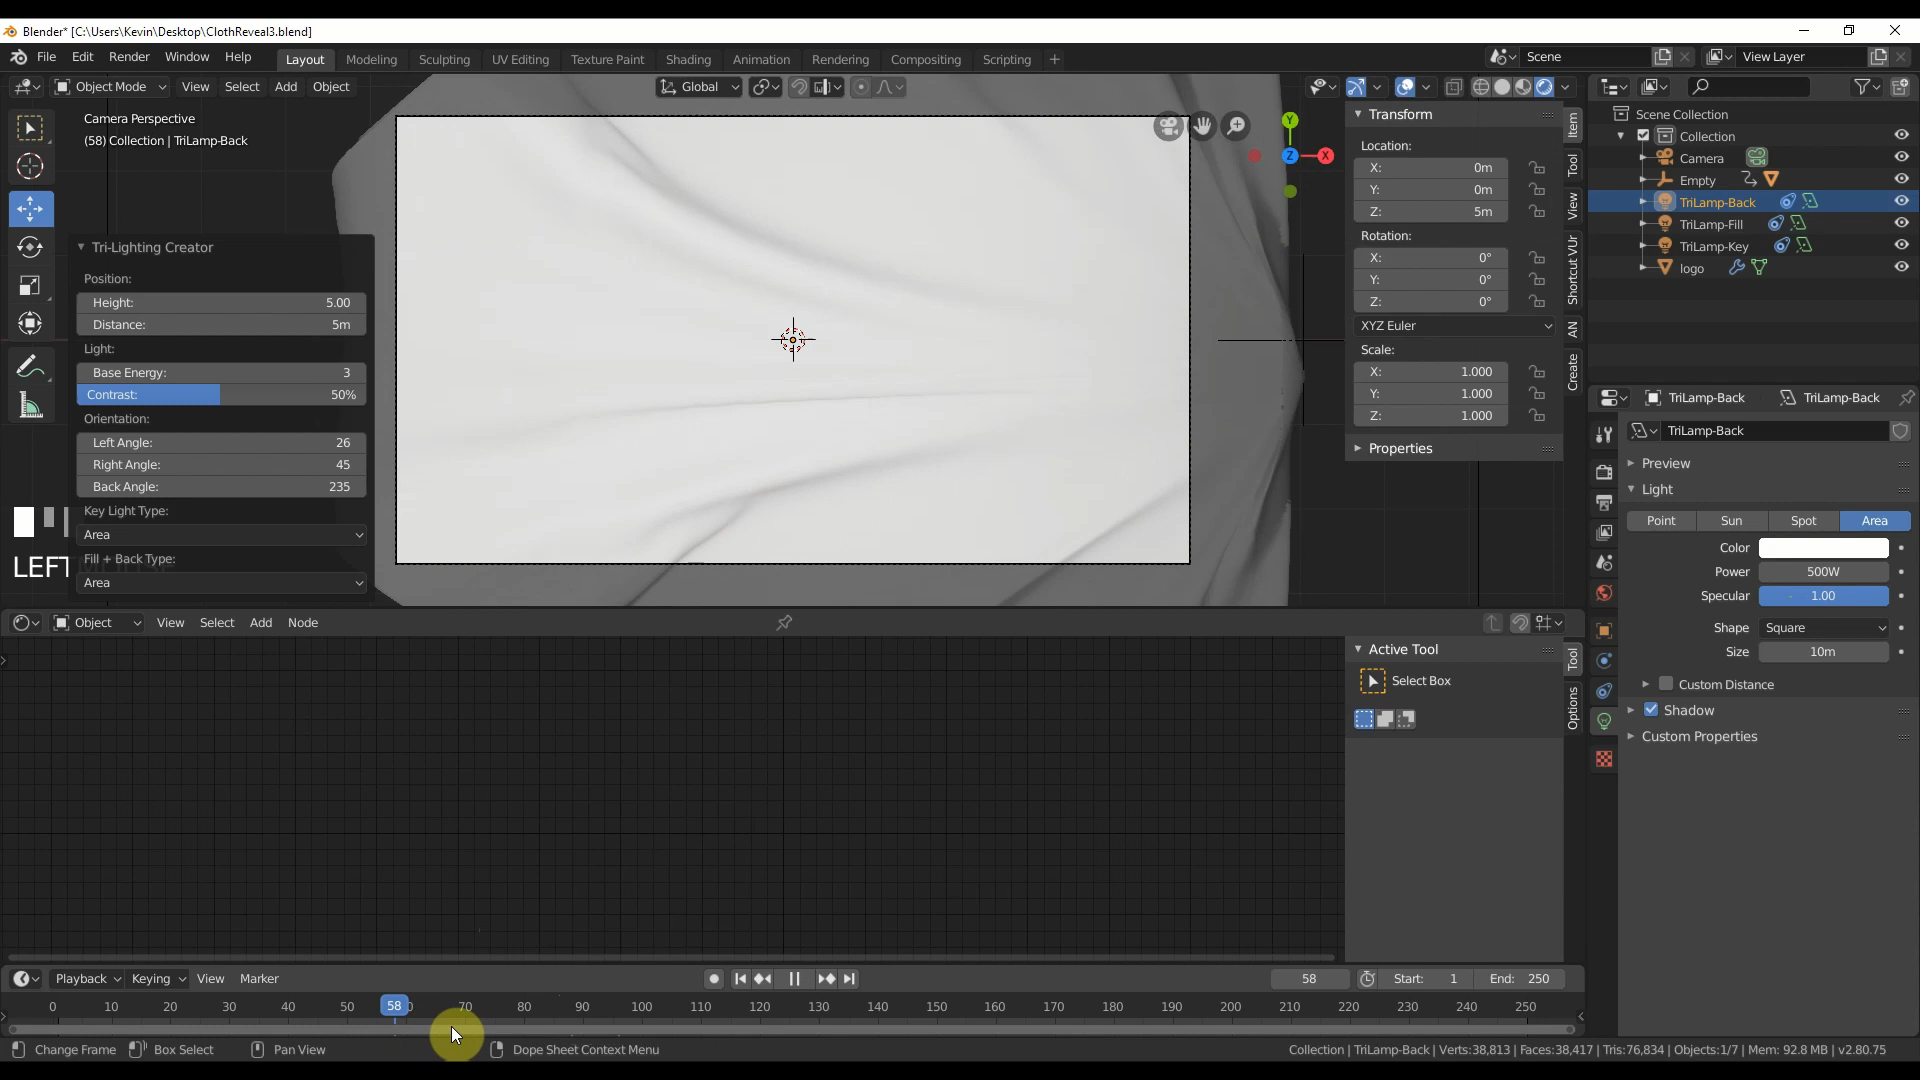 Blender* [C:\Users\Kevin\Desktop\ClothReveal3.blend]
File Edit Render Window Help Layout Modeling Sculpting UV Editing Texture Paint Shading Animation Rendering Compositing Scripting + Scene View Layer
Object Mode View Select Add Object Global
Camera Perspective
(58) Collection | TriLamp-Back
Tri-Lighting Creator
Position:
Height: 5.00
Distance: 5m
Light:
Base Energy: 3
Contrast: 50%
Orientation:
Left Angle: 26
Right Angle: 45
Back Angle: 235
Key Light Type:
Area
Fill + Back Type:
Area
LEFT
Y
Z X
Transform
Location:
X: 0m
Y: 0m
Z: 5m
Rotation:
X: 0°
Y: 0°
Z: 0°
XYZ Euler
Scale:
X: 1.000
Y: 1.000
Z: 1.000
Properties
Item
Tool
View
Shortcut VUr
AN
Create
Scene Collection
Collection
Camera
Empty
TriLamp-Back
TriLamp-Fill
TriLamp-Key
logo
TriLamp-Back TriLamp-Back
TriLamp-Back
Preview
Light
Point Sun Spot Area
Color
Power 500W
Specular 1.00
Shape Square
Size 10m
Custom Distance
Shadow
Custom Properties
Object View Select Add Node
Active Tool
Select Box
Tool
Options
Playback Keying View Marker 58 Start: 1 End: 250
0 10 20 30 40 50 58 0 70 80 90 100 110 120 130 140 150 160 170 180 190 200 210 220 230 240 250
Change Frame Box Select Pan View Dope Sheet Context Menu Collection | TriLamp-Back | Verts:38,813 | Faces:38,417 | Tris:76,834 | Objects:1/7 | Mem: 92.8 MB | v2.80.75